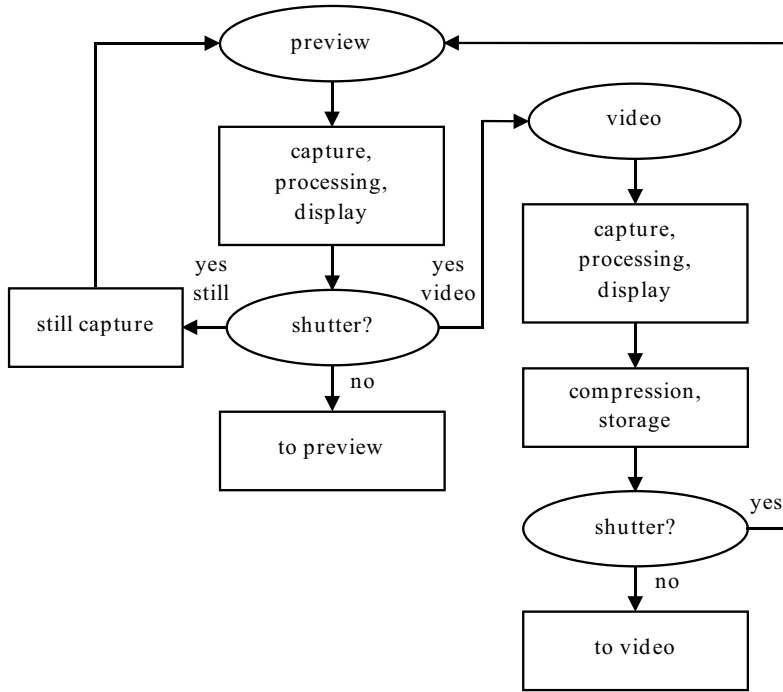 preview
capture,
processing,
display
yes
still
yes
video
still capture
shutter?
no
to preview
video
capture,
processing,
display
compression,
storage
shutter?
yes
no
to video